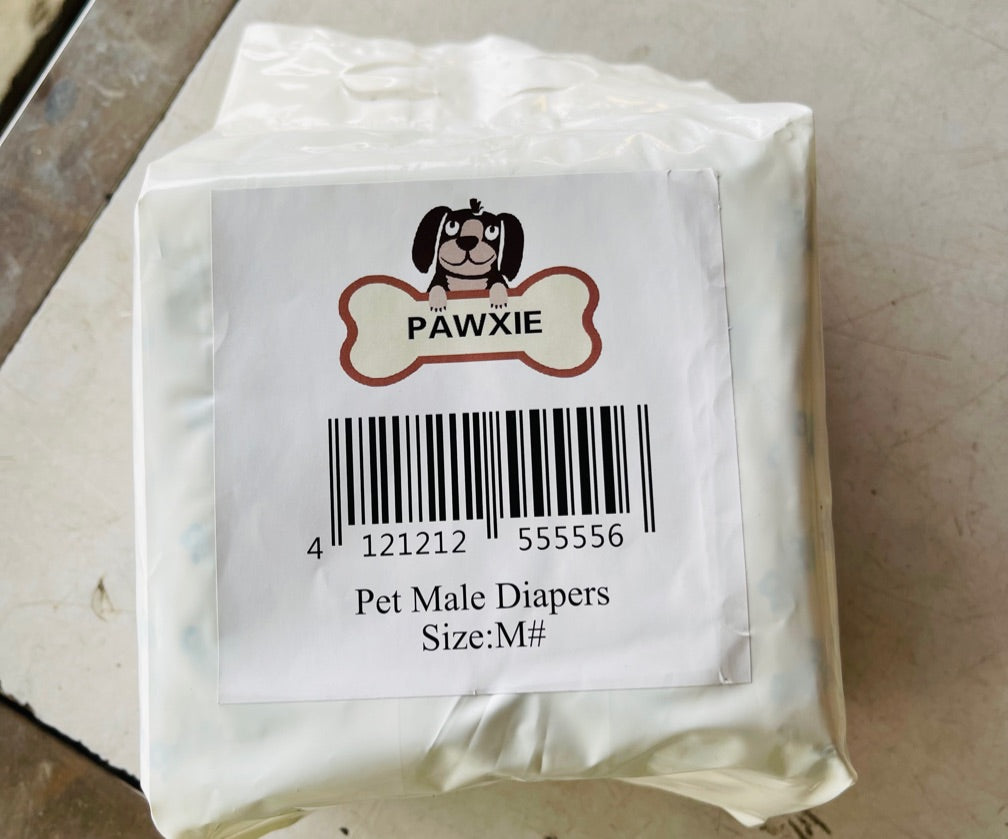 PAWXIE
4 121212 555556
Pet Male Diapers
Size:M#